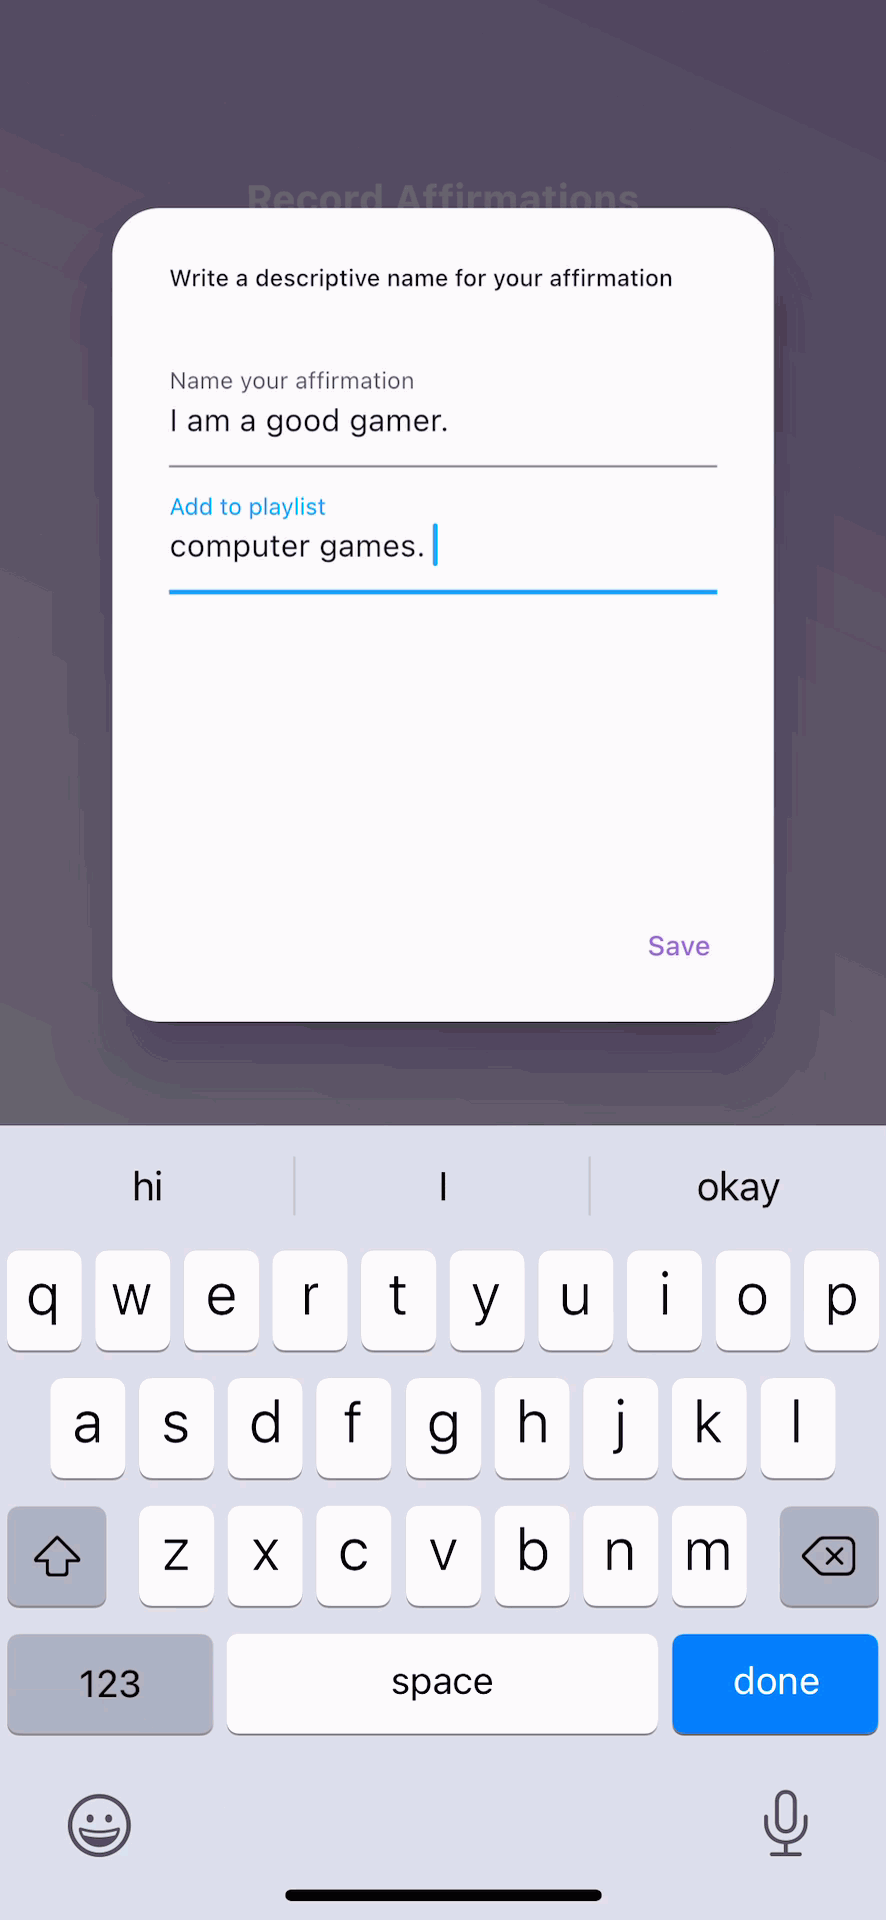 Record Affirmations
Write a descriptive name for your affirmation
Name your affirmation
I am a good gamer.
Add to playlist
computer games.
Save
hi I okay
q w e r t y u i o p
a s d f g h j k l
z x c v b n m
123 space done